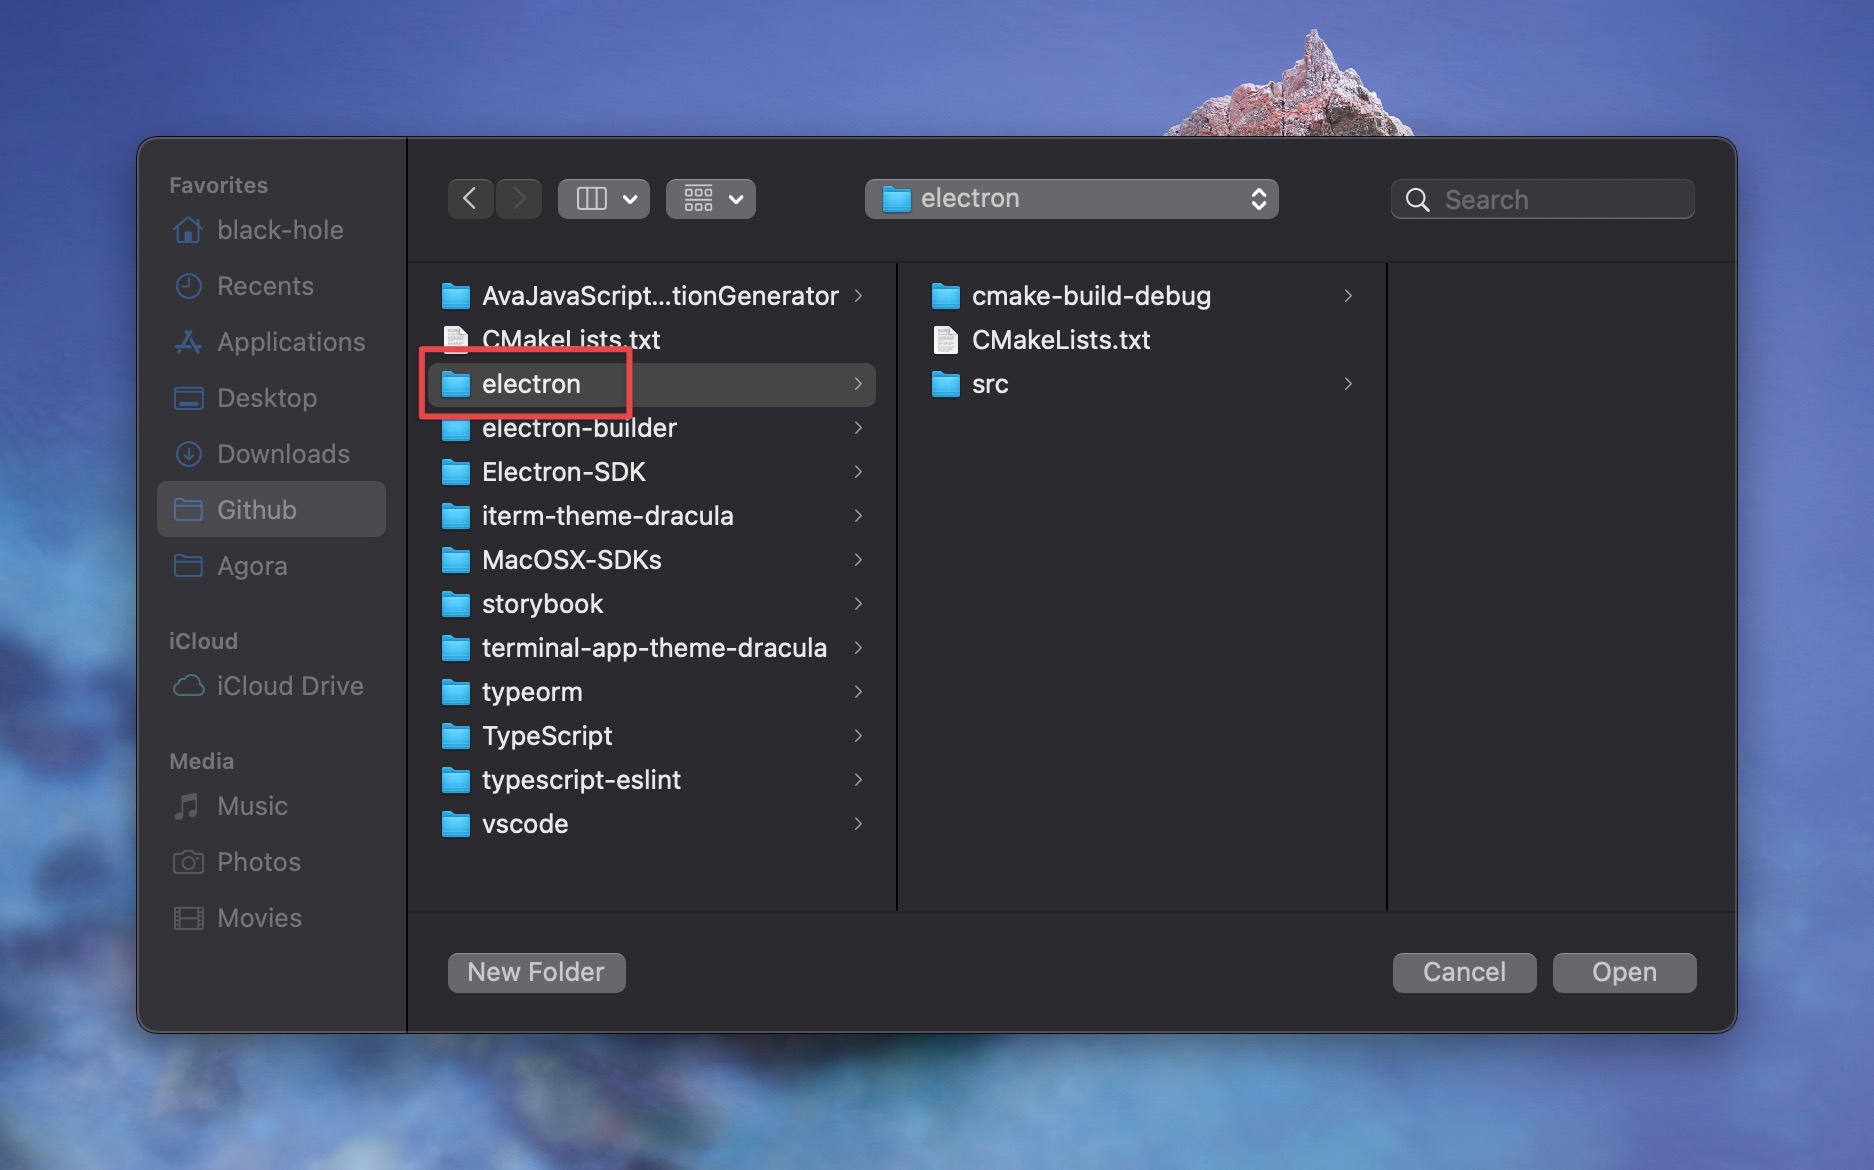 Favorites
black-hole
Recents
Applications
Desktop
Downloads
Github
Agora
iCloud
iCloud Drive
Media
Music
Photos
Movies
electron
Search
AvaJavaScript...tionGenerator
CMakeLists.txt
electron
electron-builder
Electron-SDK
iterm-theme-dracula
MacOSX-SDKs
storybook
terminal-app-theme-dracula
typeorm
TypeScript
typescript-eslint
vscode
cmake-build-debug
CMakeLists.txt
src
New Folder
Cancel
Open